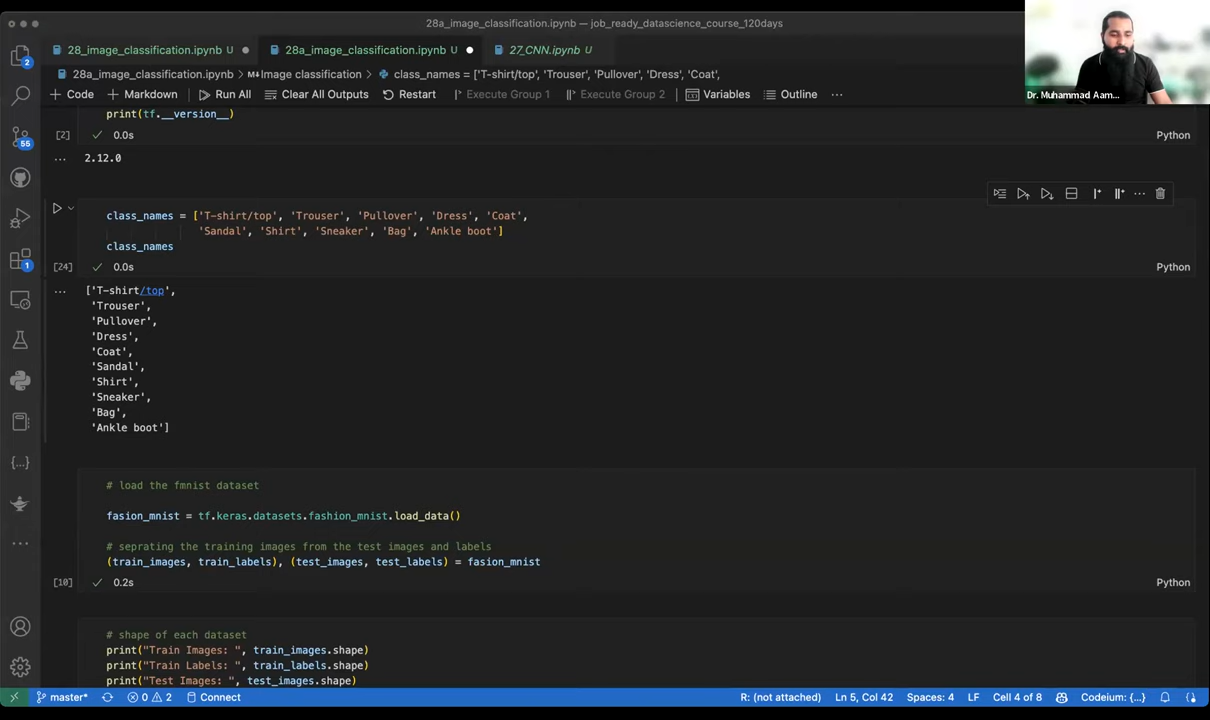 28a_image_classification.ipynb — job_ready_datascience_course_120days
28_image_classification.ipynb U
28a_image_classification.ipynb U
27_CNN.ipynb U
28a_image_classification.ipynb > M↓Image classification > class_names = ['T-shirt/top', 'Trouser', 'Pullover', 'Dress', 'Coat',
+ Code + Markdown Run All Clear All Outputs Restart Execute Group 1 Execute Group 2 Variables Outline ...
Dr. Muhammad Aam...
print(tf.__version__)
[2] 0.0s Python
... 2.12.0
class_names = ['T-shirt/top', 'Trouser', 'Pullover', 'Dress', 'Coat',
'Sandal', 'Shirt', 'Sneaker', 'Bag', 'Ankle boot']
class_names
[24] 0.0s Python
... ['T-shirt/top',
'Trouser',
'Pullover',
'Dress',
'Coat',
'Sandal',
'Shirt',
'Sneaker',
'Bag',
'Ankle boot']
# load the fmnist dataset
fasion_mnist = tf.keras.datasets.fashion_mnist.load_data()
# seprating the training images from the test images and labels
(train_images, train_labels), (test_images, test_labels) = fasion_mnist
[10] 0.2s Python
# shape of each dataset
print("Train Images: ", train_images.shape)
print("Train Labels: ", train_labels.shape)
print("Test Images: ", test_images.shape)
2
55
1
master* 0 2 Connect R: (not attached) Ln 5, Col 42 Spaces: 4 LF Cell 4 of 8 Codeium: {...}